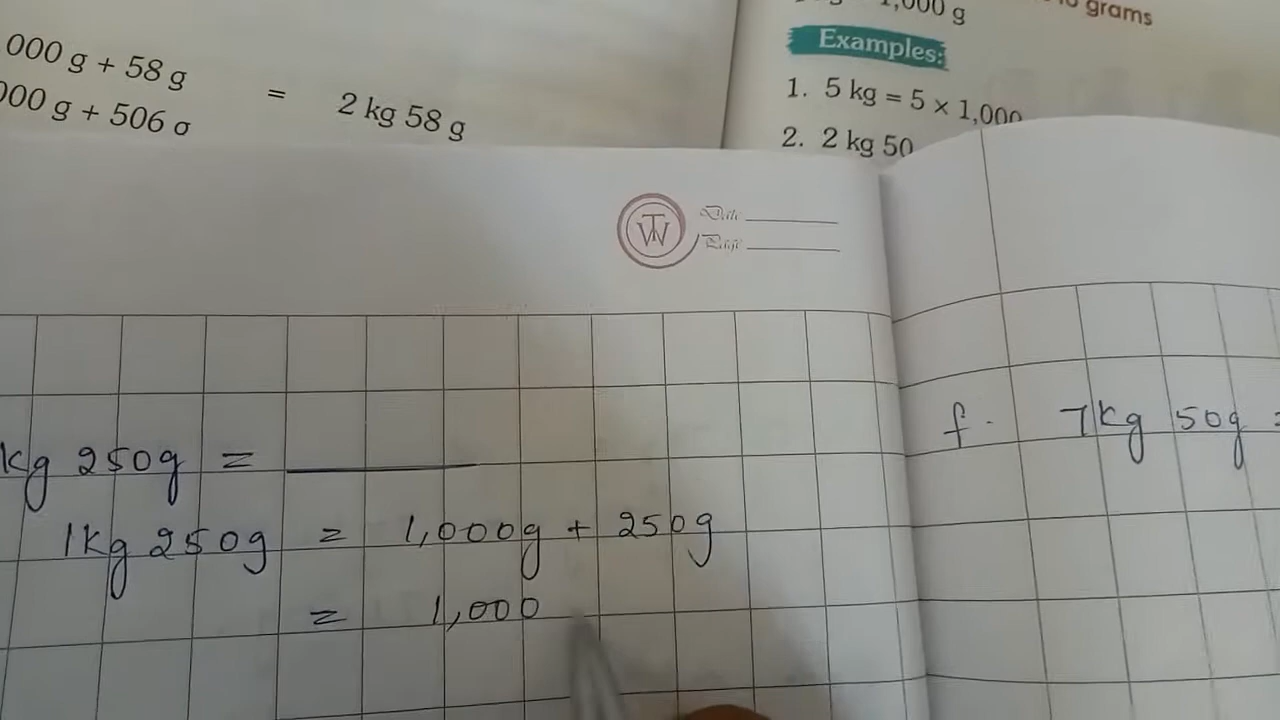 000 g + 58 g = 2 kg 58 g
000 g + 506
grams
1,000 g
Examples:
1. 5 kg = 5 × 1,000
2. 2 kg 50
Date
Page
kg 250g =
1kg 250g = 1,000g + 250g
= 1,000
f. 7kg 50g =